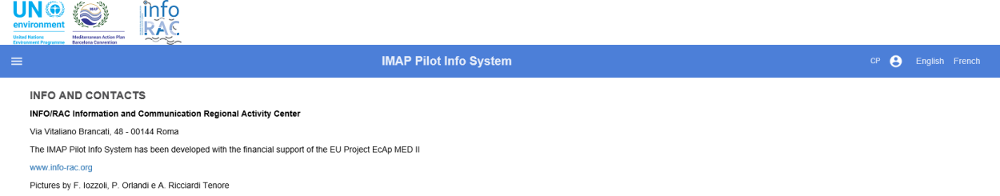 UN
environment
United Nations
Environment Programme
MAP
Mediterranean Action Plan
Barcelona Convention
info
RAC
IMAP Pilot Info System
CP
English French
INFO AND CONTACTS
INFO/RAC Information and Communication Regional Activity Center
Via Vitaliano Brancati, 48 - 00144 Roma
The IMAP Pilot Info System has been developed with the financial support of the EU Project EcAp MED II
www.info-rac.org
Pictures by F. Iozzoli, P. Orlandi e A. Ricciardi Tenore